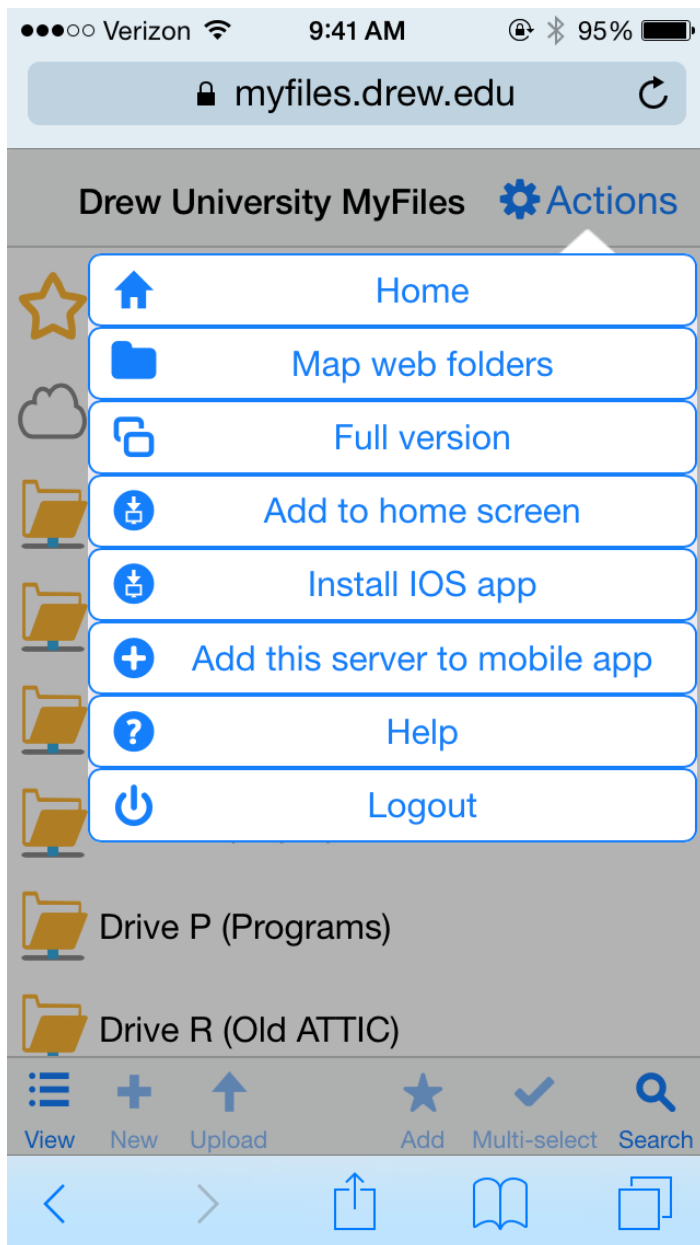 Verizon 9:41 AM 95%
myfiles.drew.edu
Drew University MyFiles Actions
Home
Map web folders
Full version
Add to home screen
Install IOS app
Add this server to mobile app
Help
Logout
Drive P (Programs)
Drive R (Old ATTIC)
View New Upload Add Multi-select Search